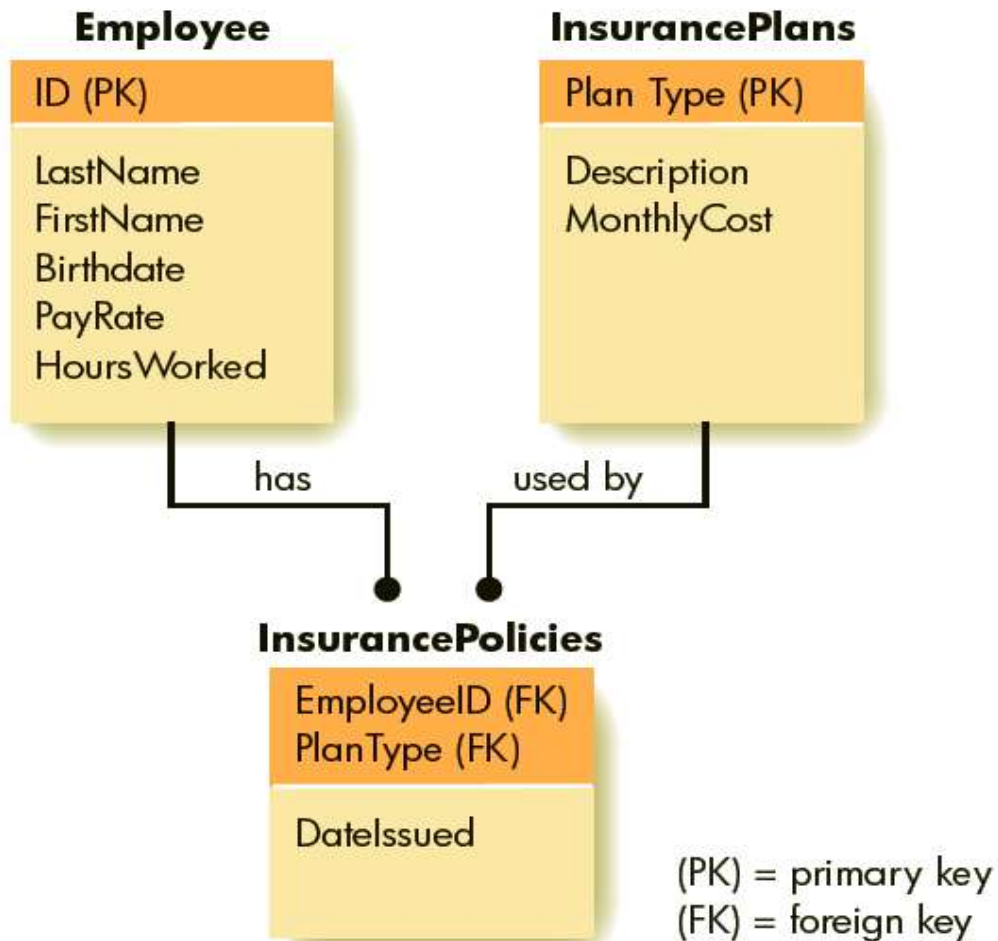 Employee
ID (PK)
LastName
FirstName
Birthdate
PayRate
HoursWorked
InsurancePlans
Plan Type (PK)
Description
MonthlyCost
has
used by
InsurancePolicies
EmployeeID (FK)
PlanType (FK)
DateIssued
(PK) = primary key
(FK) = foreign key